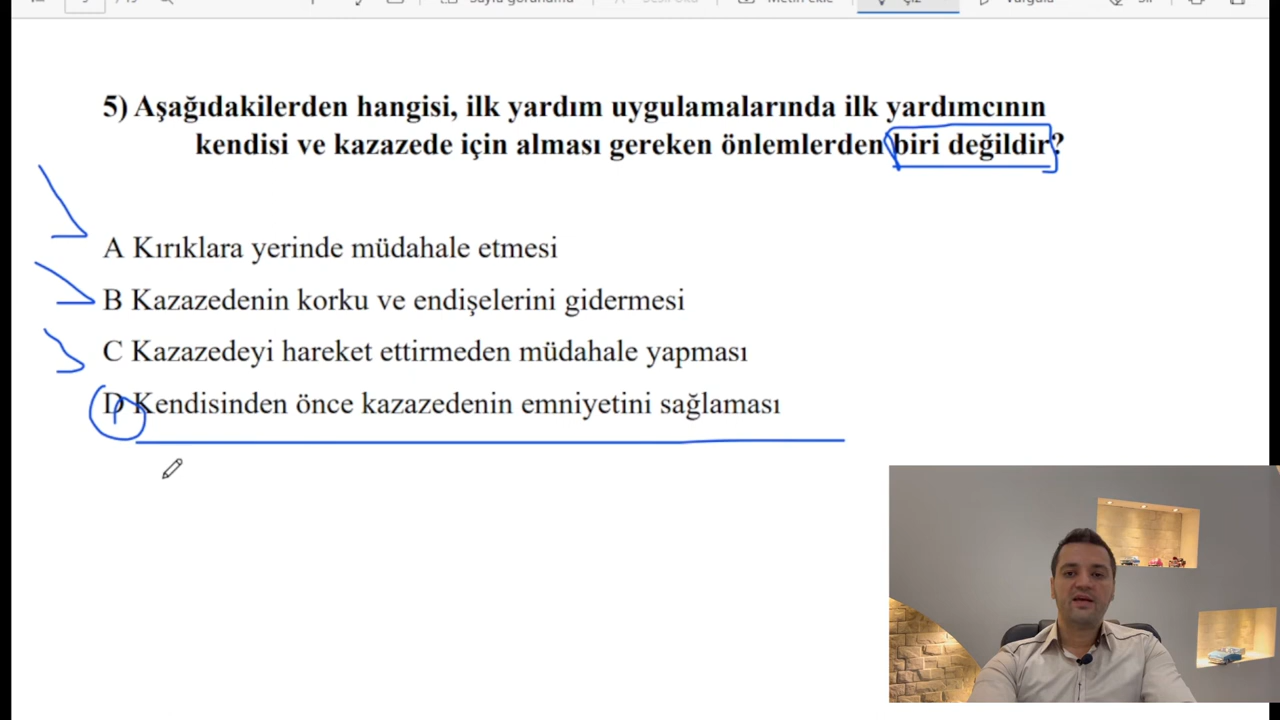 5) Aşağıdakilerden hangisi, ilk yardım uygulamalarında ilk yardımcının
kendisi ve kazazede için alması gereken önlemlerden biri değildir?
A Kırıklara yerinde müdahale etmesi
B Kazazedenin korku ve endişelerini gidermesi
C Kazazedeyi hareket ettirmeden müdahale yapması
D Kendisinden önce kazazedenin emniyetini sağlaması